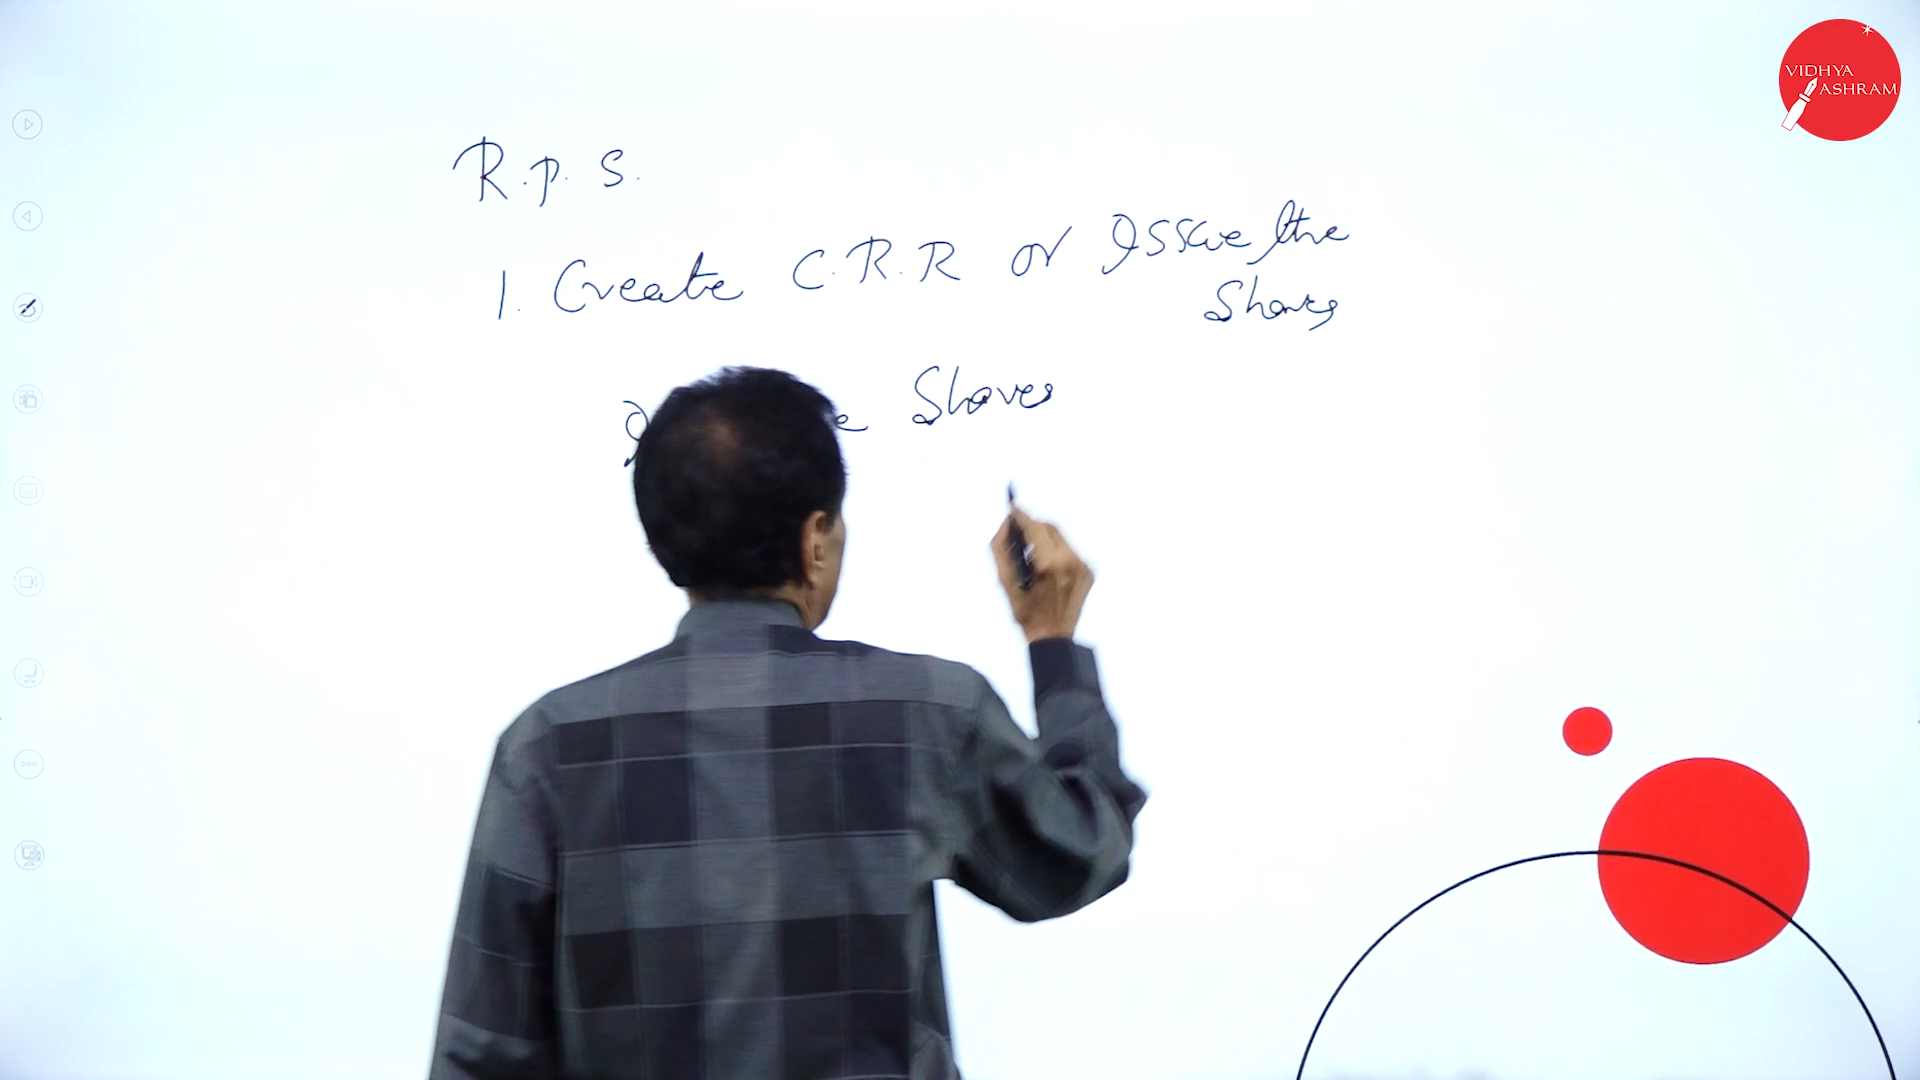 VIDHYA
ASHRAM
R.P.S.
1. Create C.R.R or Issue the
Shares
Shares